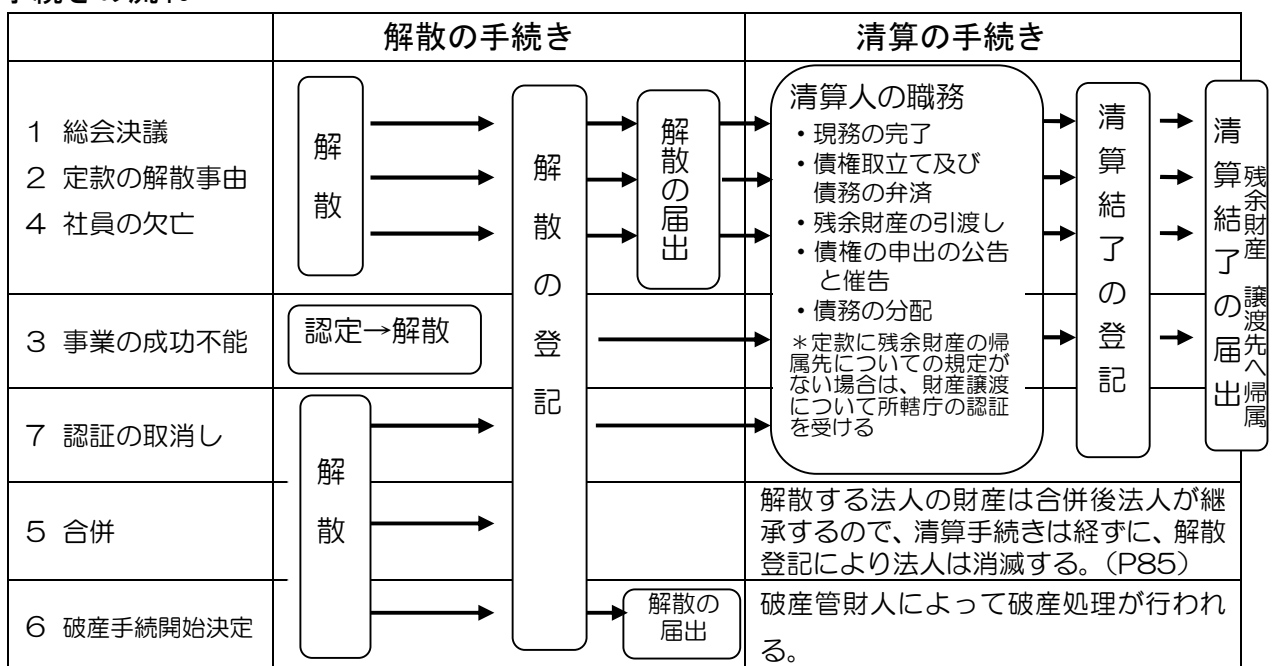 解散の手続き
清算の手続き
1 総会決議
2 定款の解散事由
4 社員の欠亡
解散
解散の登記
解散の届出
清算人の職務
・現務の完了
・債権取立て及び
債務の弁済
・残余財産の引渡し
・債権の申出の公告
と催告
・債務の分配
＊定款に残余財産の帰
属先についての規定が
ない場合は、財産譲渡
について所轄庁の認証
を受ける
清算結了の登記
清算結了の届出
残余財産 譲渡先へ帰属
3 事業の成功不能
認定→解散
7 認証の取消し
解散
5 合併
解散する法人の財産は合併後法人が継
承するので、清算手続きは経ずに、解散
登記により法人は消滅する。（P85）
6 破産手続開始決定
解散の
届出
破産管財人によって破産処理が行われ
る。